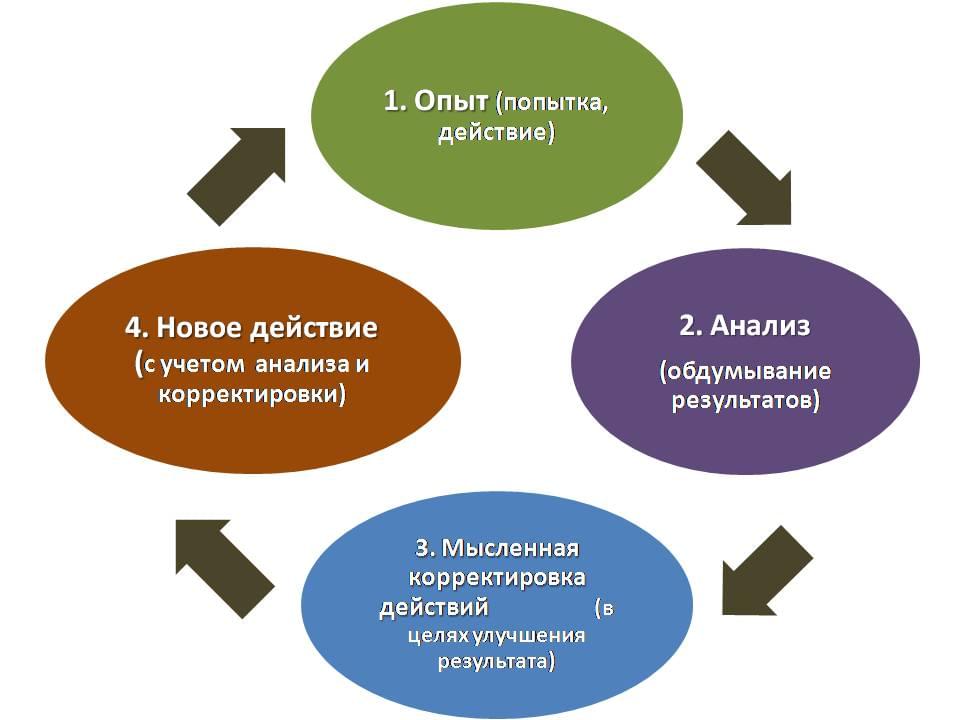 1. Опыт (попытка,
действие)
2. Анализ
(обдумывание
результатов)
3. Мысленная
корректировка
действий (в
целях улучшения
результата)
4. Новое действие
(с учетом анализа и
корректировки)